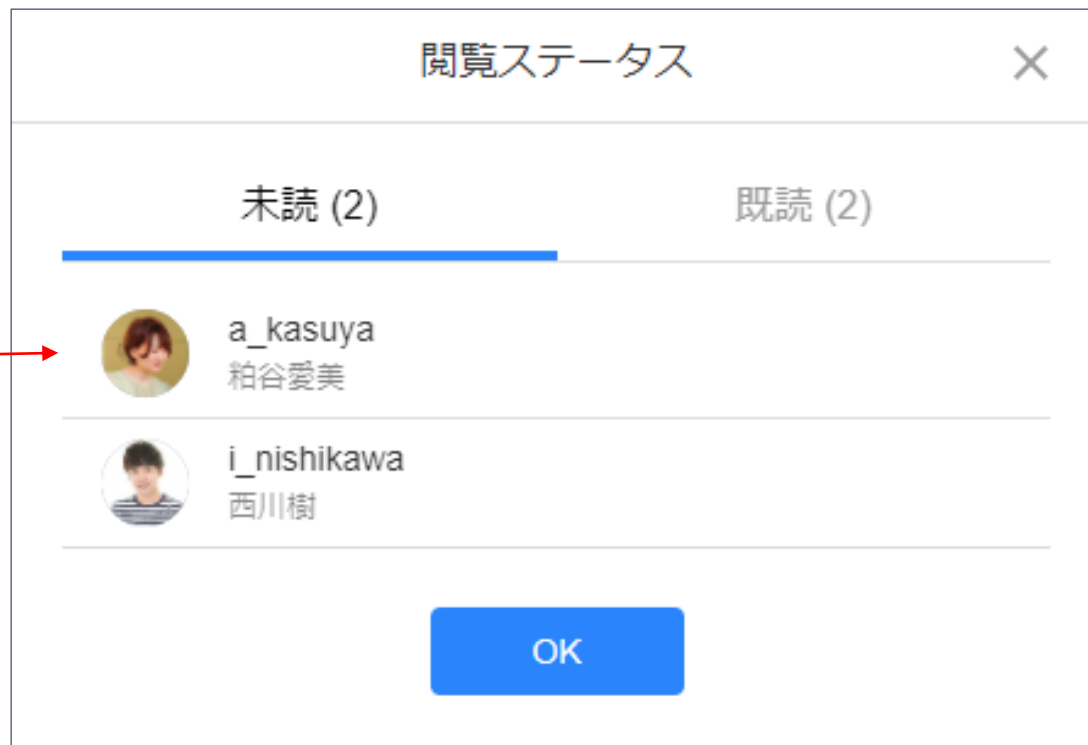 閲覧ステータス
未読 (2)
既読 (2)
a_kasuya
粕谷愛美
i_nishikawa
西川樹
OK